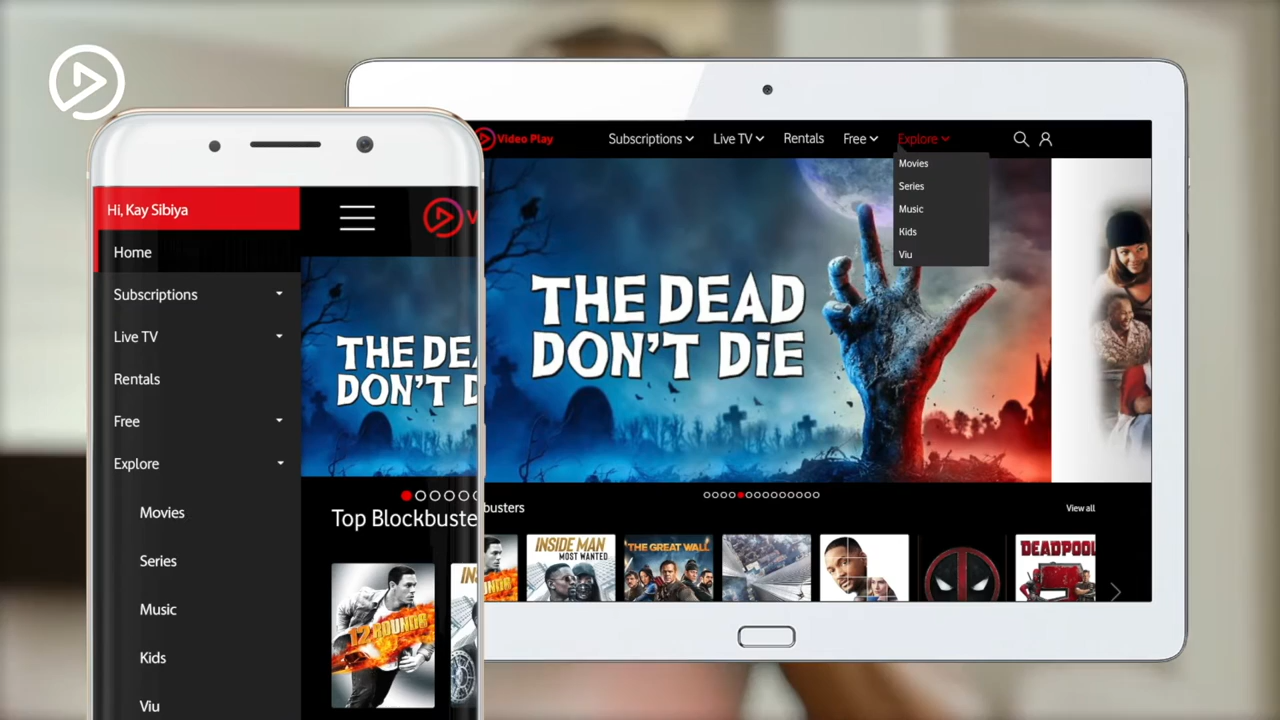 Hi, Kay Sibiya
Home
Subscriptions
Live TV
Rentals
Free
Explore
Movies
Series
Music
Kids
Viu
THE DEA
DON'T D
Top Blockbuste
12 ROUNDS
IN
Video Play
Subscriptions
Live TV
Rentals
Free
Explore
Movies
Series
Music
Kids
Viu
THE DEAD
DON'T DiE
busters
View all
INSIDE MAN
MOST WANTED
THE GREAT WALL
DEADPOOL